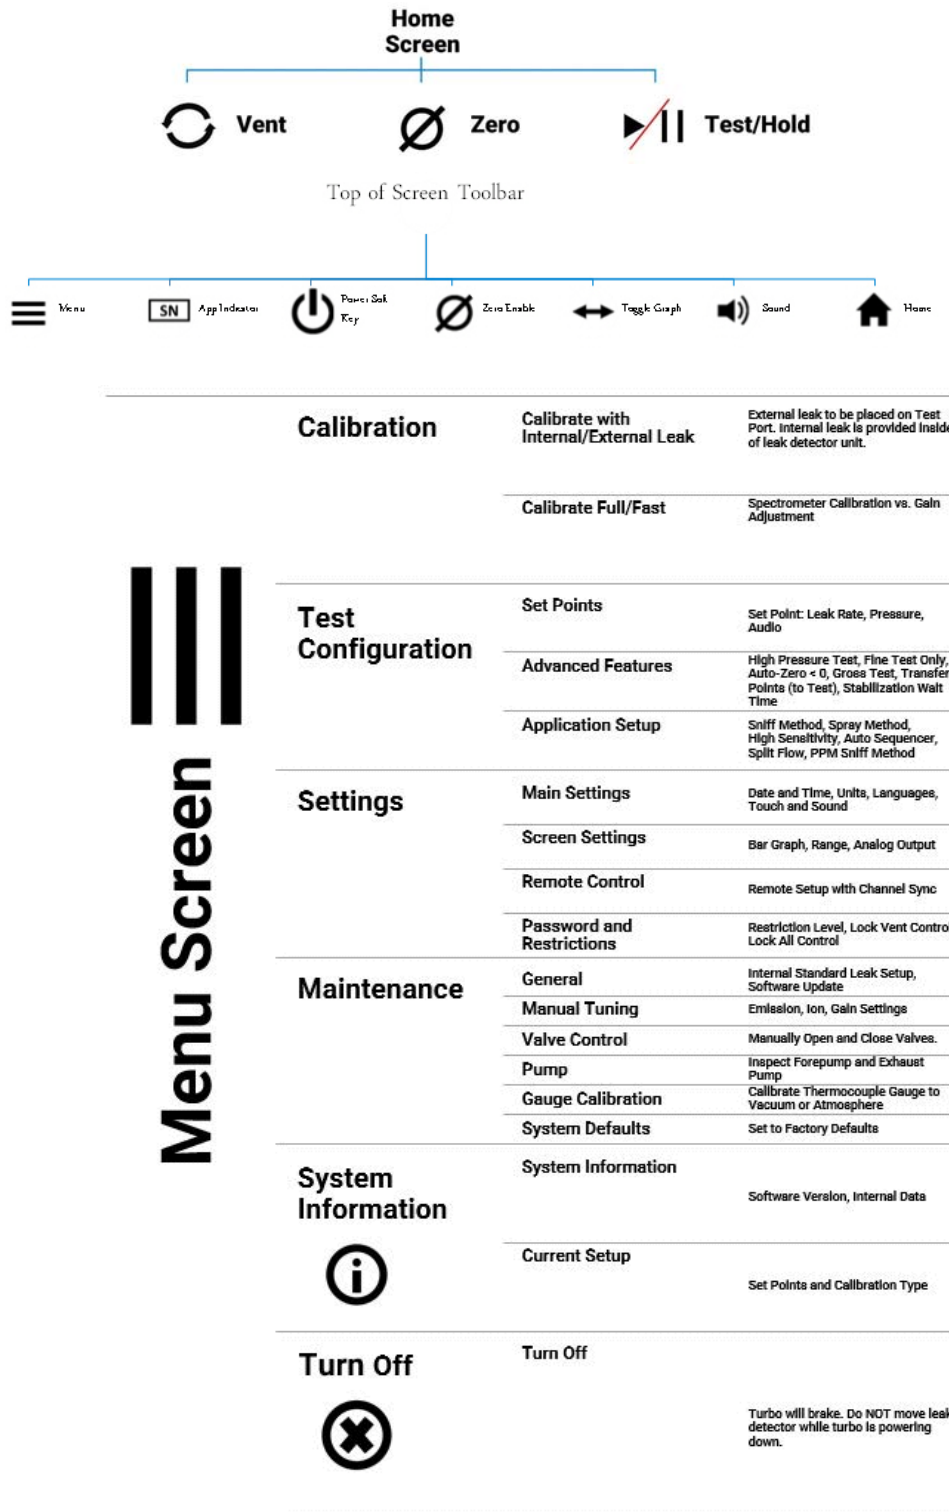 Home
Screen
Vent
Zero
Test/Hold
Top of Screen Toolbar
Menu
SN
App Indicator
Power Soft
Key
Zero Enable
Toggle Graph
Sound
Home
Menu Screen
Calibration
Calibrate with
Internal/External Leak
External leak to be placed on Test
Port. Internal leak is provided inside
of leak detector unit.
Calibrate Full/Fast
Spectrometer Calibration vs. Gain
Adjustment
Test
Configuration
Set Points
Set Point: Leak Rate, Pressure,
Audio
Advanced Features
High Pressure Test, Fine Test Only,
Auto-Zero < 0, Gross Test, Transfer
Points (to Test), Stabilization Wait
Time
Application Setup
Sniff Method, Spray Method,
High Sensitivity, Auto Sequencer,
Split Flow, PPM Sniff Method
Settings
Main Settings
Date and Time, Units, Languages,
Touch and Sound
Screen Settings
Bar Graph, Range, Analog Output
Remote Control
Remote Setup with Channel Sync
Password and
Restrictions
Restriction Level, Lock Vent Control
Lock All Control
Maintenance
General
Internal Standard Leak Setup,
Software Update
Manual Tuning
Emission, Ion, Gain Settings
Valve Control
Manually Open and Close Valves.
Pump
Inspect Forepump and Exhaust
Pump
Gauge Calibration
Calibrate Thermocouple Gauge to
Vacuum or Atmosphere
System Defaults
Set to Factory Defaults
System
Information
System Information
Software Version, Internal Data
Current Setup
Set Points and Calibration Type
Turn Off
Turn Off
Turbo will brake. Do NOT move leak
detector while turbo is powering
down.